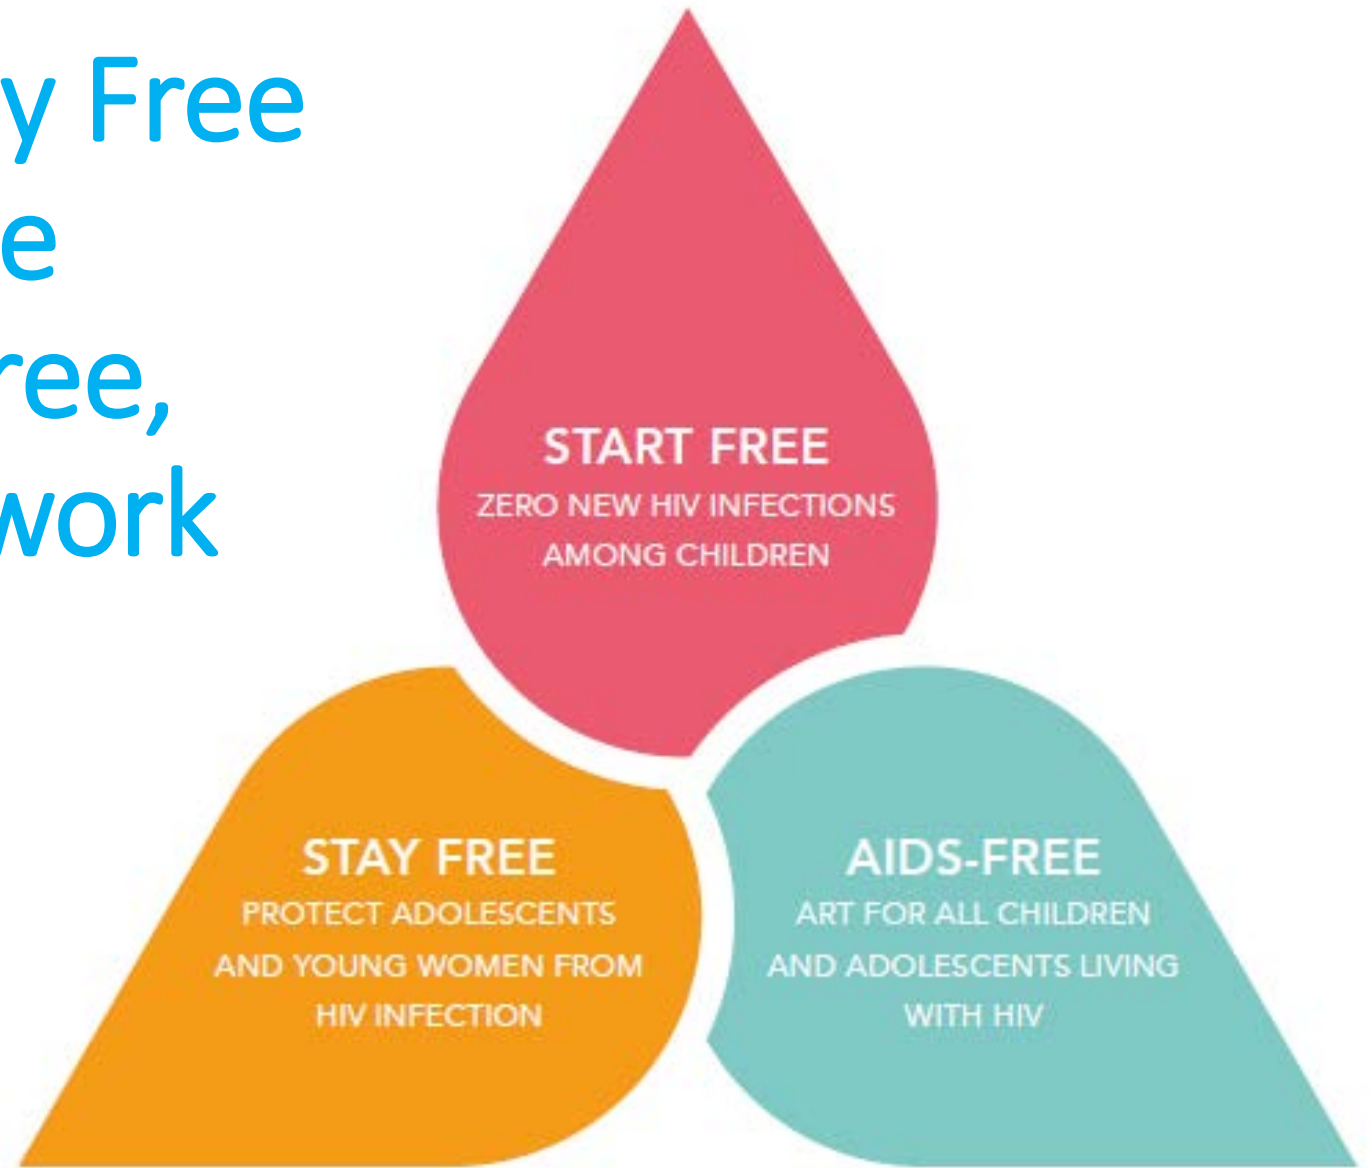 y Free
e
ree,
work
START FREE
ZERO NEW HIV INFECTIONS
AMONG CHILDREN
STAY FREE
PROTECT ADOLESCENTS
AND YOUNG WOMEN FROM
HIV INFECTION
AIDS-FREE
ART FOR ALL CHILDREN
AND ADOLESCENTS LIVING
WITH HIV